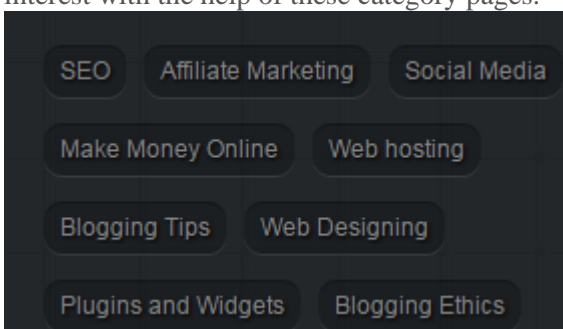 interest with the help of these category pages.
SEO Affiliate Marketing Social Media
Make Money Online Web hosting
Blogging Tips Web Designing
Plugins and Widgets Blogging Ethics